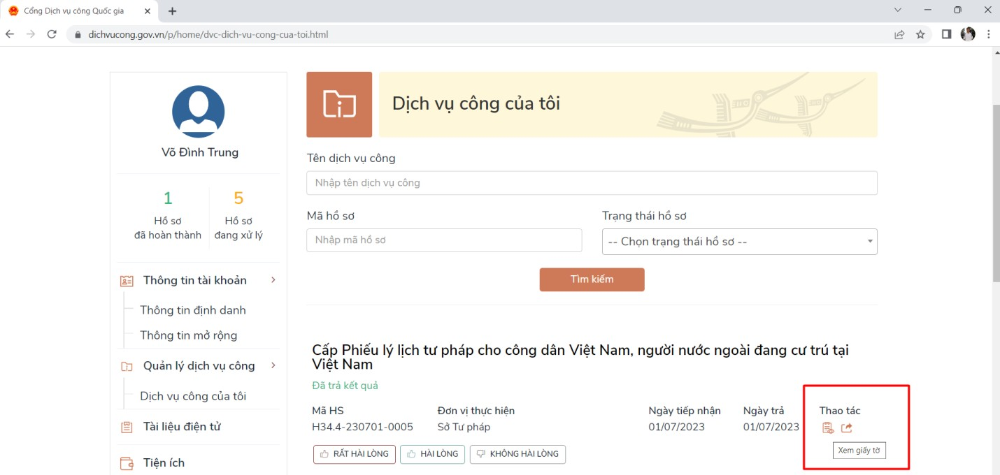 Cổng Dịch vụ công Quốc gia
dichvucong.gov.vn/p/home/dvc-dich-vu-cong-cua-toi.html
Võ Đình Trung
1
Hồ sơ
đã hoàn thành
5
Hồ sơ
đang xử lý
Thông tin tài khoản
Thông tin định danh
Thông tin mở rộng
Quản lý dịch vụ công
Dịch vụ công của tôi
Tài liệu điện tử
Tiện ích
Dịch vụ công của tôi
Tên dịch vụ công
Nhập tên dịch vụ công
Mã hồ sơ
Nhập mã hồ sơ
Trạng thái hồ sơ
-- Chọn trạng thái hồ sơ --
Tìm kiếm
Cấp Phiếu lý lịch tư pháp cho công dân Việt Nam, người nước ngoài đang cư trú tại
Việt Nam
Đã trả kết quả
Mã HS
H34.4-230701-0005
Đơn vị thực hiện
Sở Tư pháp
Ngày tiếp nhận
01/07/2023
Ngày trả
01/07/2023
Thao tác
Xem giấy tờ
RẤT HÀI LÒNG
HÀI LÒNG
KHÔNG HÀI LÒNG